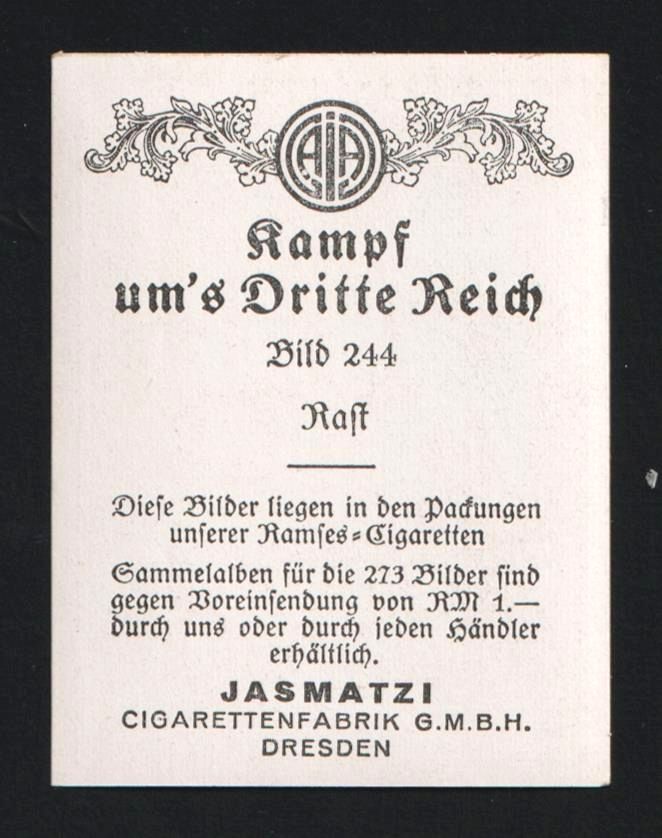 Kampf
um's Dritte Reich
Bild 244
Rast
Diese Bilder liegen in den Packungen
unserer Ramses=Cigaretten
Sammelalben für die 273 Bilder sind
gegen Voreinsendung von RM 1.—
durch uns oder durch jeden Händler
erhältlich.
JASMATZI
CIGARETTENFABRIK G.M.B.H.
DRESDEN